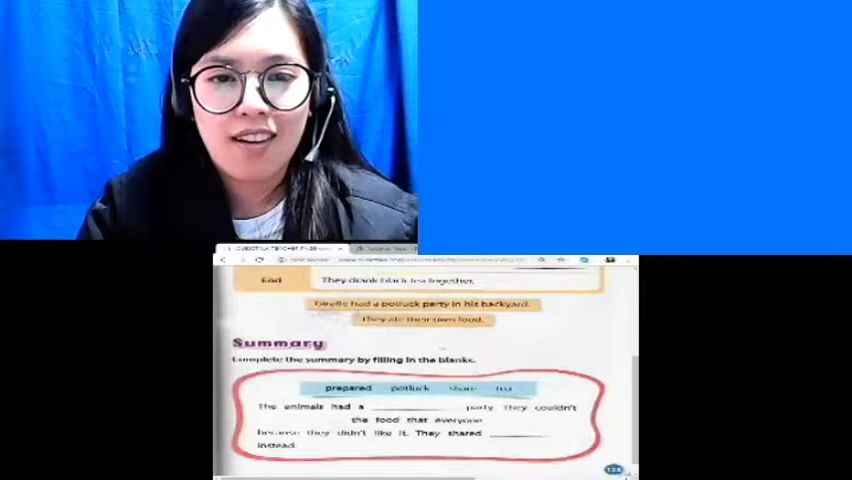 End They drank black tea together.
Giraffe had a potluck party in his backyard.
They ate their own food.
Summary
Complete the summary by filling in the blanks.
prepared potluck share tea
The animals had a ____________ party. They couldn't
the food that everyone
because they didn't like it. They shared ________
instead.